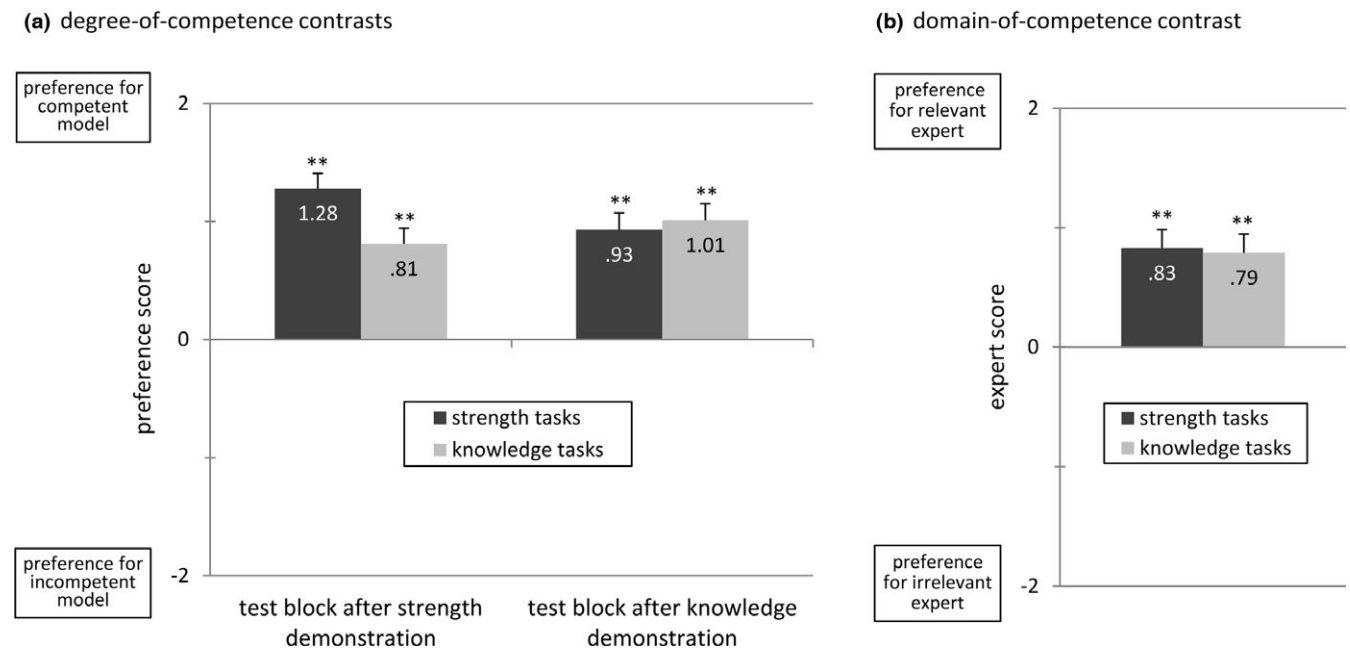 (a) degree-of-competence contrasts
preference for
competent
model
2
**
1.28
**
.81
**
.93
**
1.01
0
preference score
strength tasks
knowledge tasks
preference for
incompetent
model
-2
test block after strength
demonstration
test block after knowledge
demonstration
(b) domain-of-competence contrast
preference
for relevant
expert
2
**
.83
**
.79
0
expert score
strength tasks
knowledge tasks
preference
for irrelevant
expert
-2